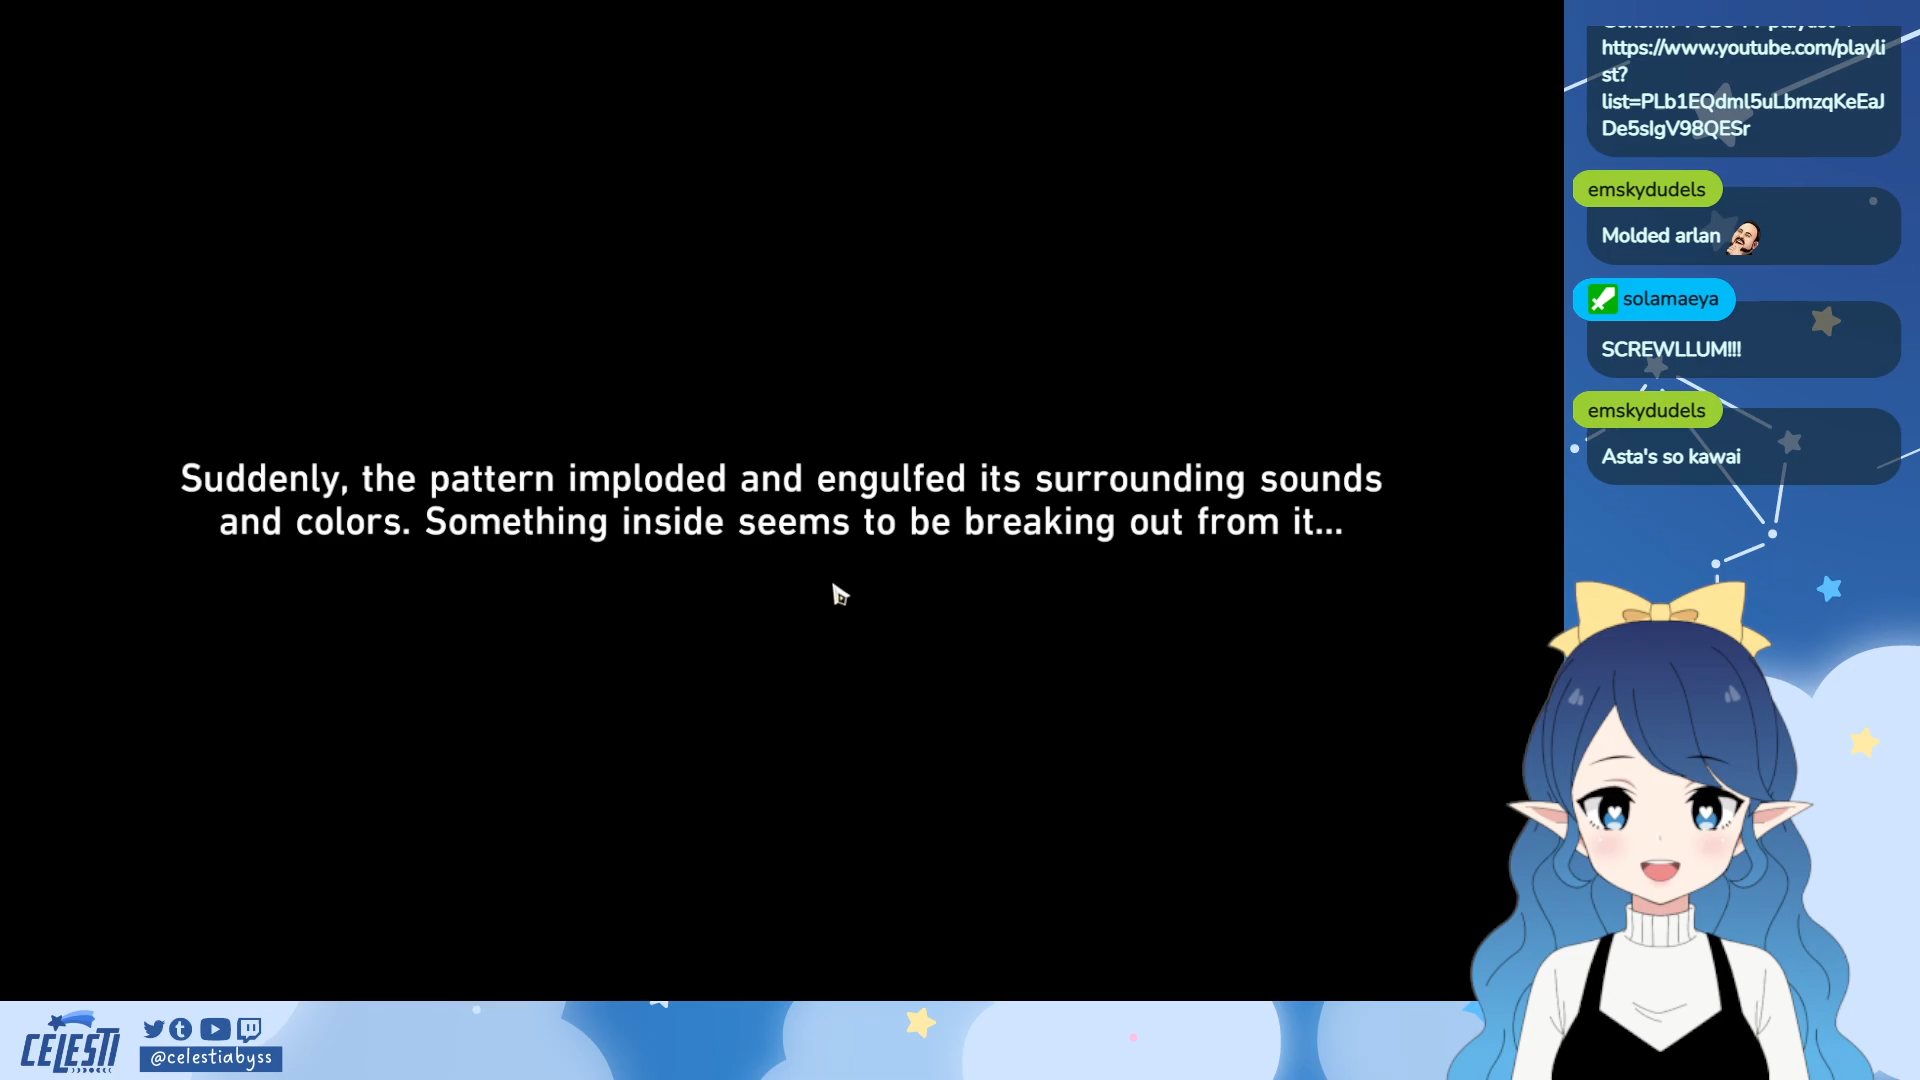 Suddenly, the pattern imploded and engulfed its surrounding sounds
and colors. Something inside seems to be breaking out from it...
https://www.youtube.com/playli
st?
list=PLb1EQdml5uLbmzqKeEaJ
De5sIgV98QESr
emskydudels
Molded arlan
solamaeya
SCREWLLUM!!!
emskydudels
Asta's so kawai
CELESTI
@celestiabyss